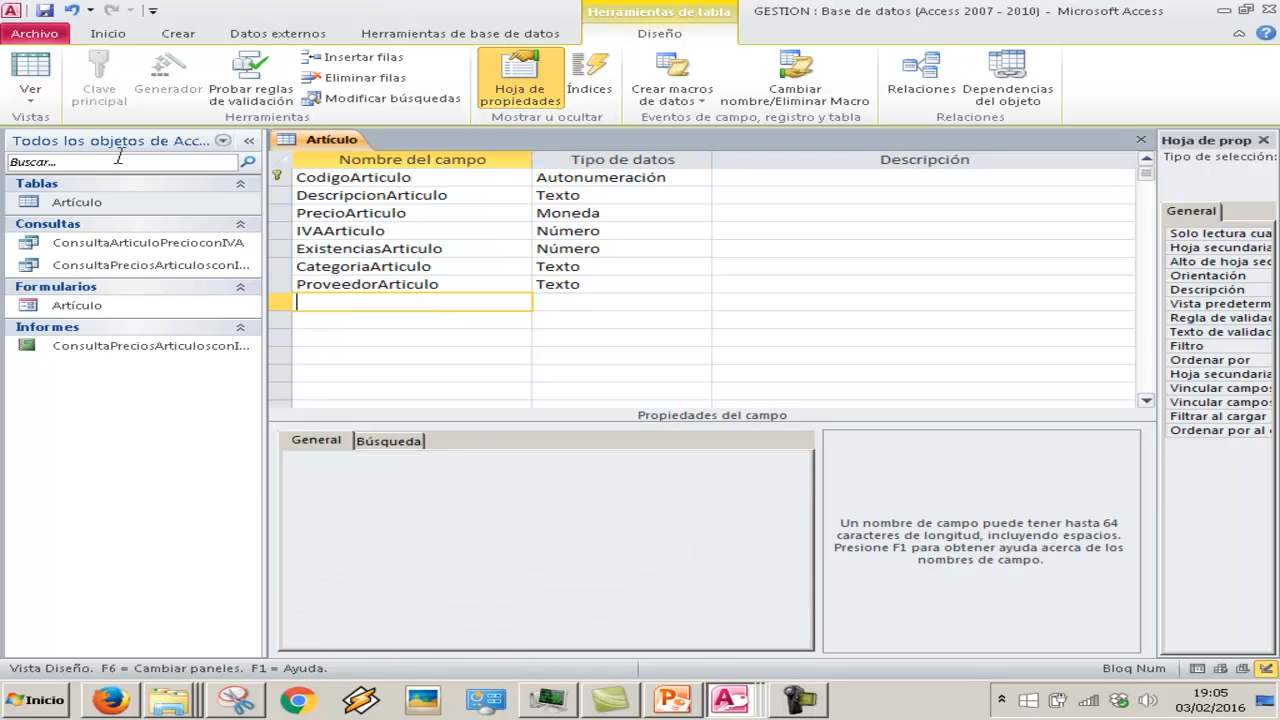 Herramientas de tabla
GESTION : Base de datos (Access 2007 - 2010) - Microsoft Access
Archivo
Inicio
Crear
Datos externos
Herramientas de base de datos
Diseño
Ver
Vistas
Clave
principal
Generador
Probar reglas
de validación
Insertar filas
Eliminar filas
Modificar búsquedas
Herramientas
Hoja de
propiedades
Índices
Mostrar u ocultar
Crear macros
de datos
Cambiar
nombre/Eliminar Macro
Eventos de campo, registro y tabla
Relaciones
Dependencias
del objeto
Relaciones
Todos los objetos de Acc...
Buscar...
Tablas
Artículo
Consultas
ConsultaArticuloPrecioconIVA
ConsultaPreciosArticulosconI...
Formularios
Artículo
Informes
ConsultaPreciosArticulosconI...
Artículo
Nombre del campo
Tipo de datos
Descripción
CodigoArticulo
Autonumeración
DescripcionArticulo
Texto
PrecioArticulo
Moneda
IVAArticulo
Número
ExistenciasArticulo
Número
CategoriaArticulo
Texto
ProveedorArticulo
Texto
Propiedades del campo
General
Búsqueda
Un nombre de campo puede tener hasta 64
caracteres de longitud, incluyendo espacios.
Presione F1 para obtener ayuda acerca de los
nombres de campo.
Hoja de prop
Tipo de selección:
General
Solo lectura cua
Hoja secundaria
Alto de hoja sec
Orientación
Descripción
Vista predeterm
Regla de valida
Texto de valida
Filtro
Ordenar por
Hoja secundaria
Vincular campo
Vincular campo
Filtrar al cargar
Ordenar por al
Vista Diseño. F6 = Cambiar paneles. F1 = Ayuda.
Bloq Num
Inicio
19:05
03/02/2016